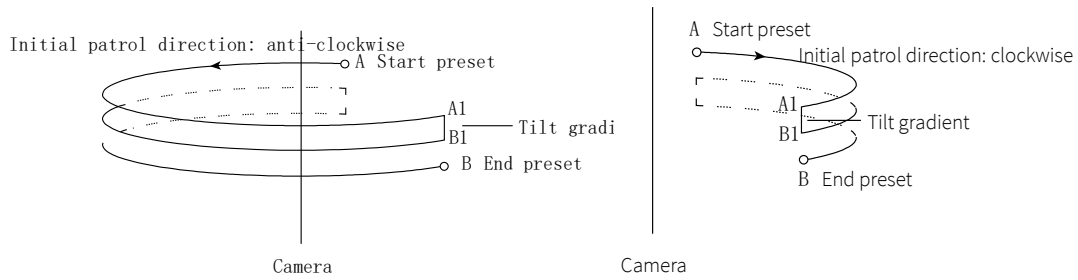 Initial patrol direction: anti-clockwise
A Start preset
A1
B1
Tilt gradi
B End preset
Camera
A Start preset
Initial patrol direction: clockwise
A1
Tilt gradient
B1
B End preset
Camera